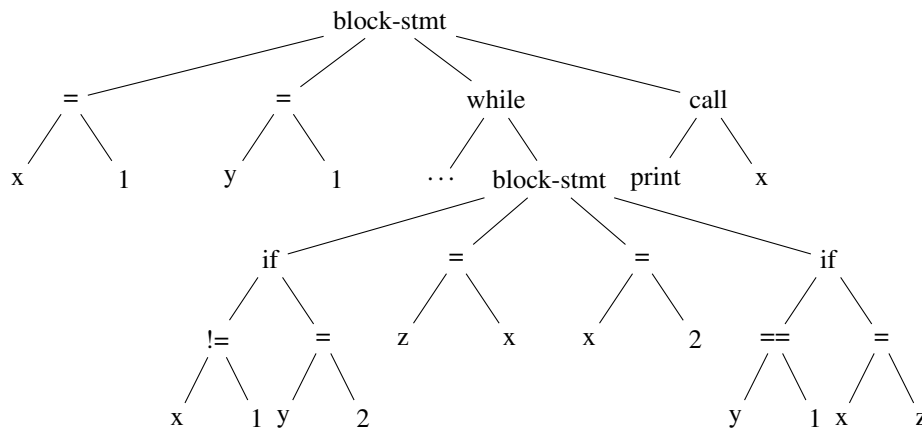 block-stmt
= = while call
x 1 y 1 ... block-stmt print x
if = = if
!= = z x x 2 == =
x 1 y 2 y 1 x z